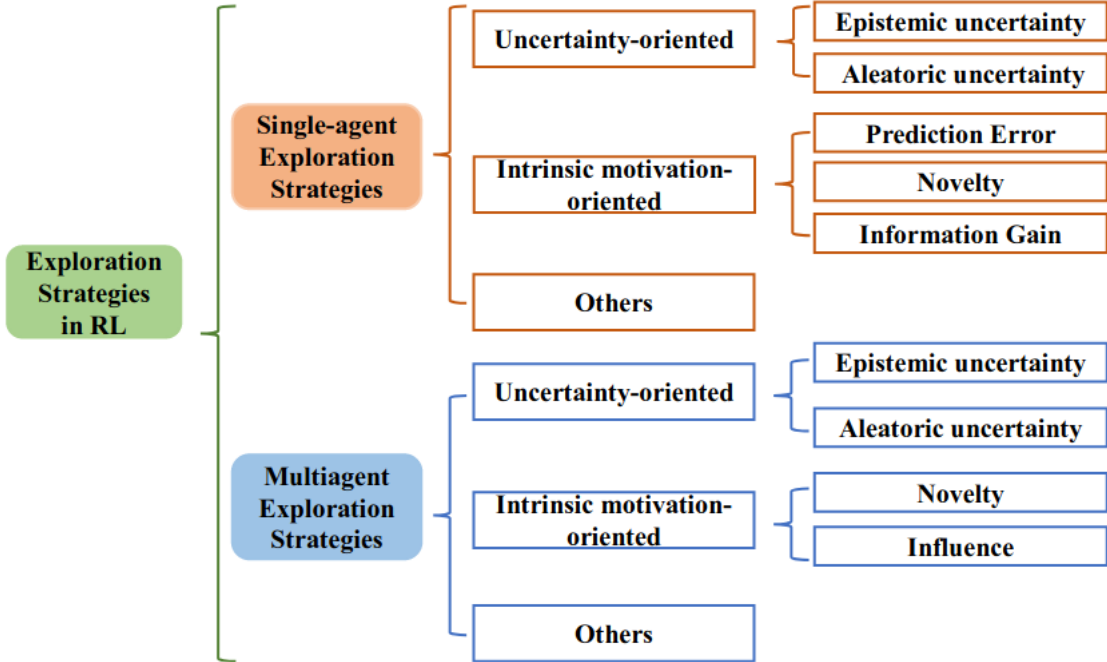 Exploration
Strategies
in RL
Single-agent
Exploration
Strategies
Uncertainty-oriented
Epistemic uncertainty
Aleatoric uncertainty
Intrinsic motivation-
oriented
Prediction Error
Novelty
Information Gain
Others
Multiagent
Exploration
Strategies
Uncertainty-oriented
Epistemic uncertainty
Aleatoric uncertainty
Intrinsic motivation-
oriented
Novelty
Influence
Others